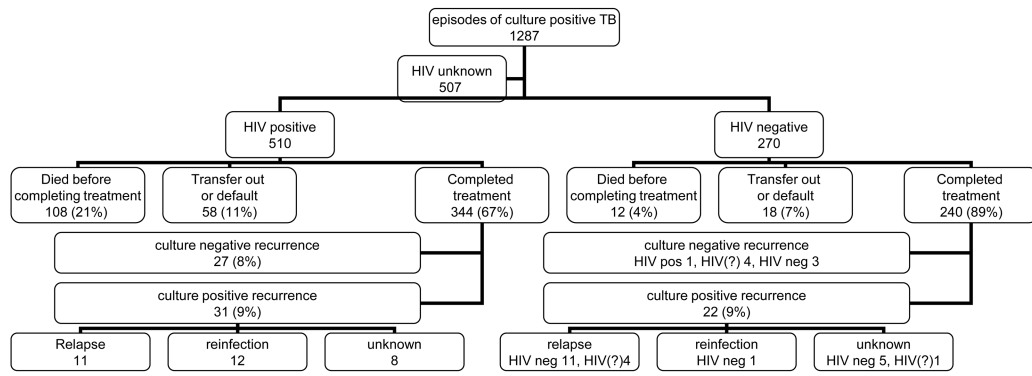 episodes of culture positive TB
1287
HIV unknown
507
HIV positive
510
HIV negative
270
Died before
completing treatment
108 (21%)
Transfer out
or default
58 (11%)
Completed
treatment
344 (67%)
Died before
completing treatment
12 (4%)
Transfer out
or default
18 (7%)
Completed
treatment
240 (89%)
culture negative recurrence
27 (8%)
culture negative recurrence
HIV pos 1, HIV(?) 4, HIV neg 3
culture positive recurrence
31 (9%)
culture positive recurrence
22 (9%)
Relapse
11
reinfection
12
unknown
8
relapse
HIV neg 11, HIV(?)4
reinfection
HIV neg 1
unknown
HIV neg 5, HIV(?)1